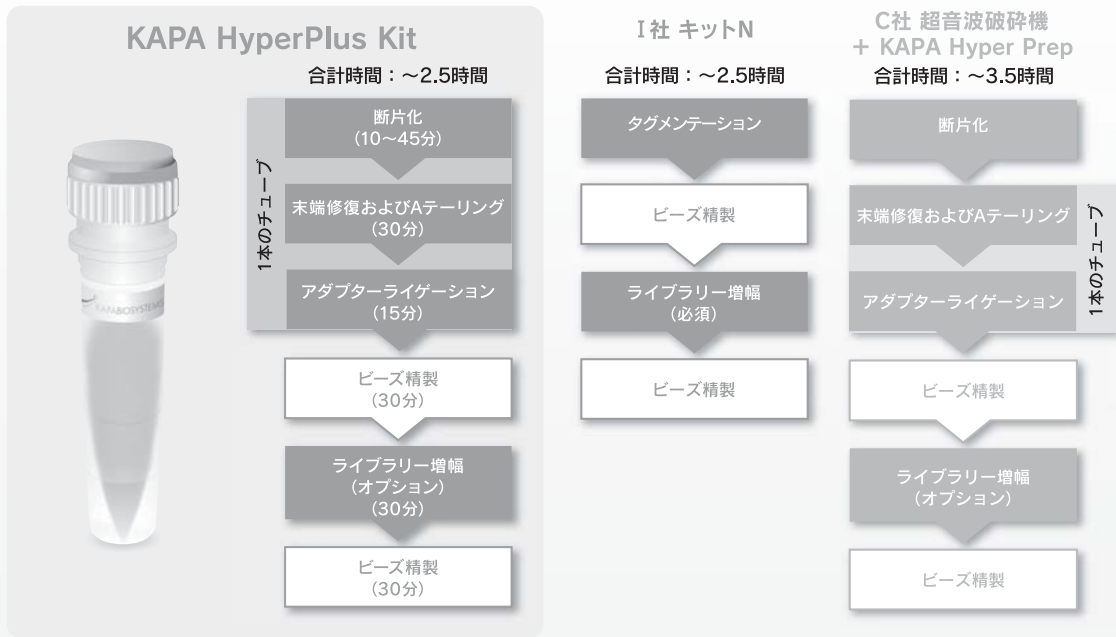 KAPA HyperPlus Kit
合計時間：～2.5時間
1本のチューブ
断片化
（10～45分）
末端修復およびAテーリング
（30分）
アダプターライゲーション
（15分）
ビーズ精製
（30分）
ライブラリー増幅
（オプション）
（30分）
ビーズ精製
（30分）
KAPABIOSYSTEMS
I社 キットN
合計時間：～2.5時間
タグメンテーション
ビーズ精製
ライブラリー増幅
（必須）
ビーズ精製
C社 超音波破砕機
+ KAPA Hyper Prep
合計時間：～3.5時間
断片化
末端修復およびAテーリング
アダプターライゲーション
1本のチューブ
ビーズ精製
ライブラリー増幅
（オプション）
ビーズ精製